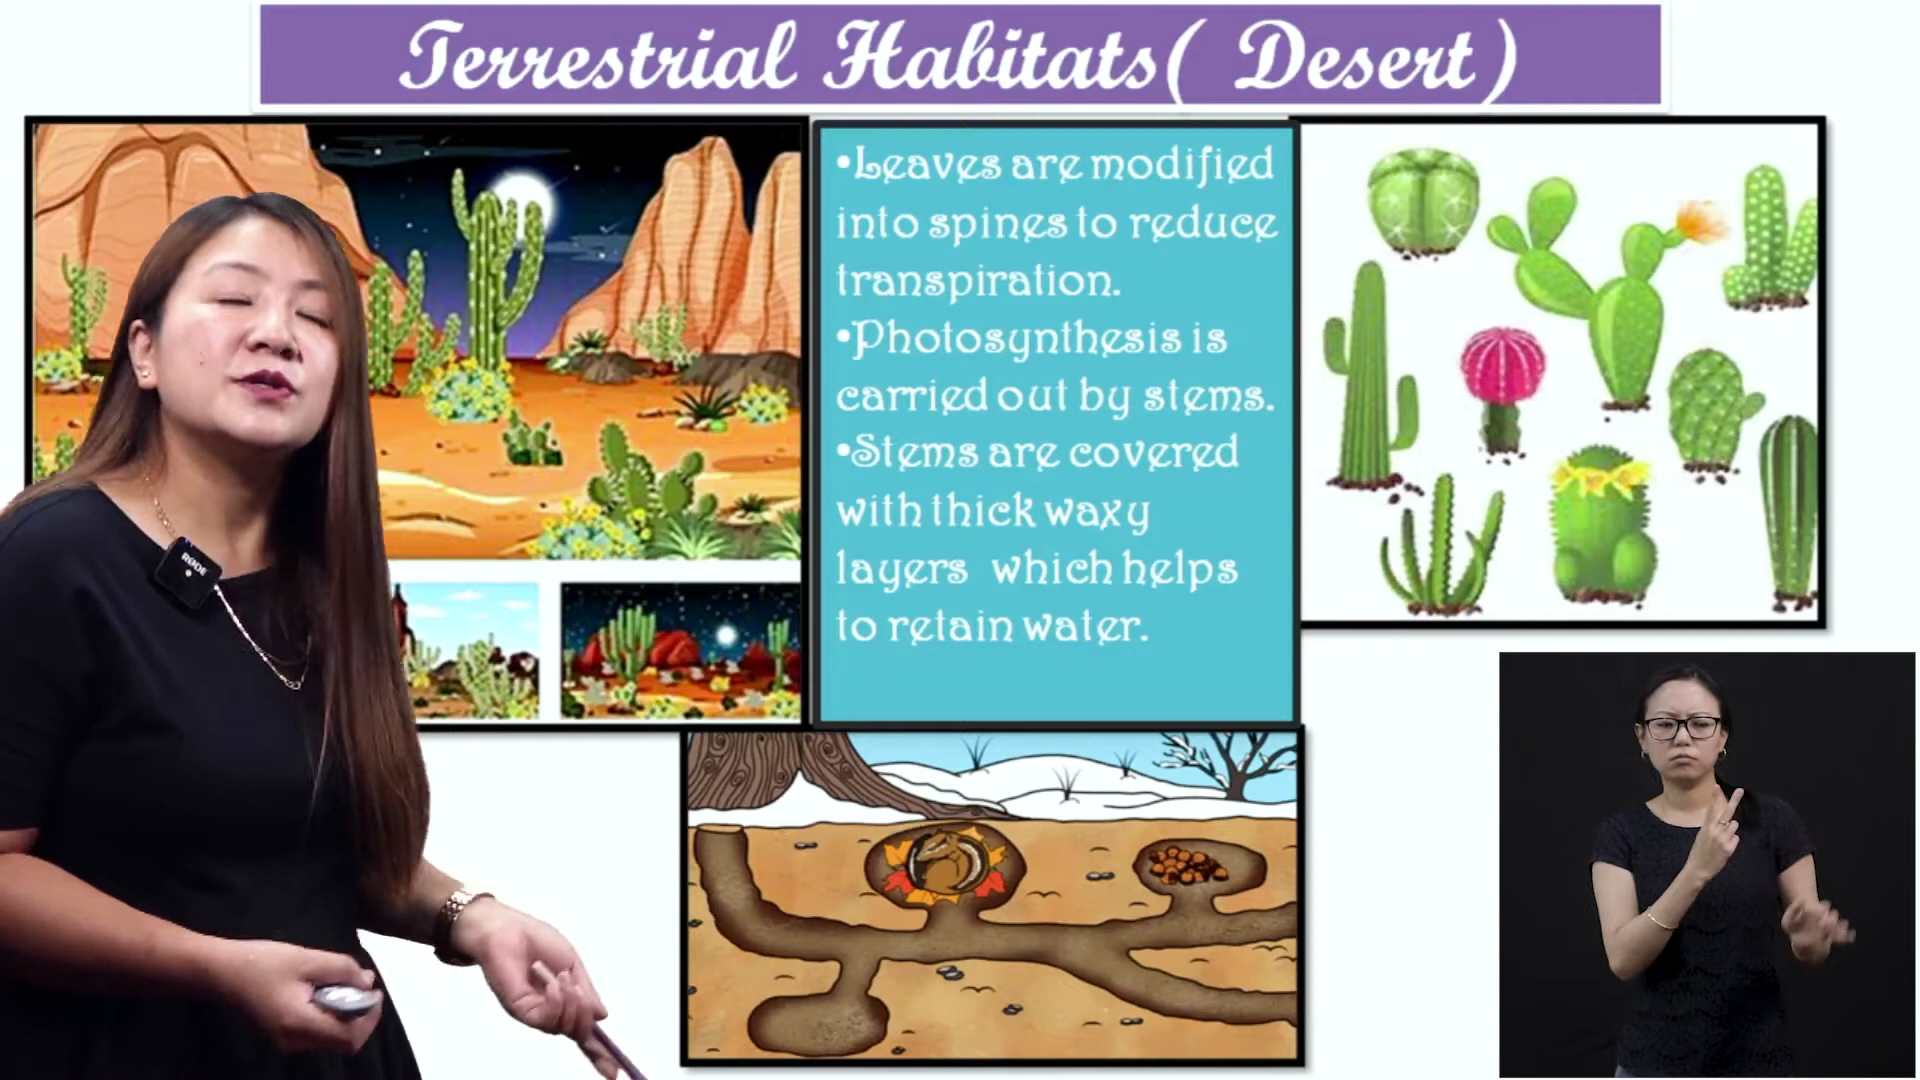 Terrestrial Habitats( Desert)
•Leaves are modified
into spines to reduce
transpiration.
•Photosynthesis is
carried out by stems.
•Stems are covered
with thick waxy
layers which helps
to retain water.
RØDE